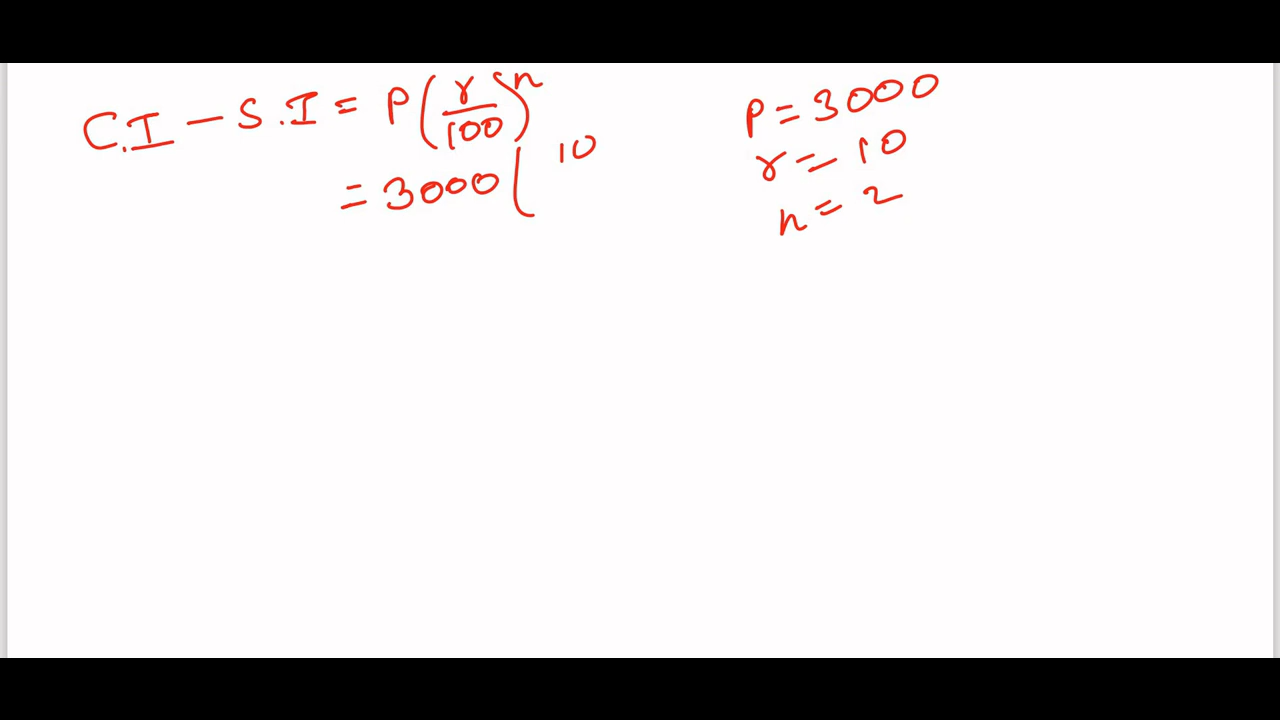 C.I - S.I = P(r/100)^n
= 3000( 10
P = 3000
r = 10
n = 2